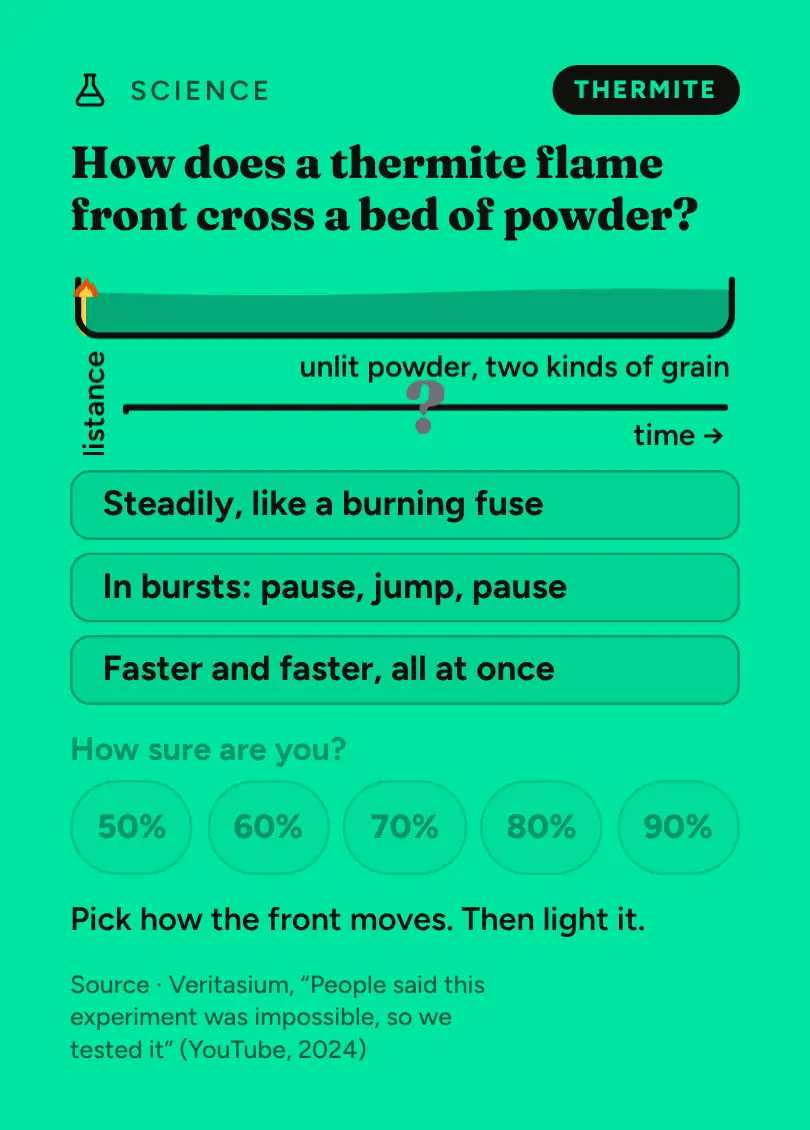 SCIENCE
THERMITE
How does a thermite flame
front cross a bed of powder?
unlit powder, two kinds of grain
listance
?
time →
Steadily, like a burning fuse
In bursts: pause, jump, pause
Faster and faster, all at once
How sure are you?
50% 60% 70% 80% 90%
Pick how the front moves. Then light it.
Source · Veritasium, “People said this
experiment was impossible, so we
tested it” (YouTube, 2024)